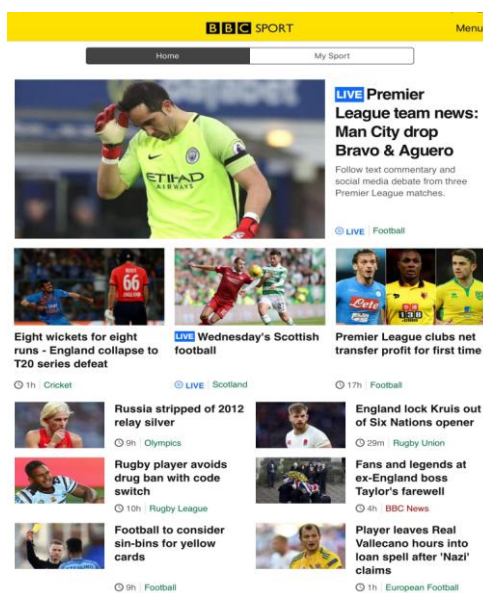 BBC SPORT
Menu
Home
My Sport
LIVE Premier
League team news:
Man City drop
Bravo & Aguero
Follow text commentary and
social media debate from three
Premier League matches.
LIVE Football
ETIHAD
AIRWAYS
66
ENGLAND
Lete
138
Eight wickets for eight
runs - England collapse to
T20 series defeat
1h Cricket
LIVE Wednesday's Scottish
football
LIVE Scotland
Premier League clubs net
transfer profit for first time
17h Football
Russia stripped of 2012
relay silver
9h Olympics
England lock Kruis out
of Six Nations opener
29m Rugby Union
Rugby player avoids
drug ban with code
switch
10h Rugby League
Fans and legends at
ex-England boss
Taylor's farewell
4h BBC News
Football to consider
sin-bins for yellow
cards
9h Football
Player leaves Real
Vallecano hours into
loan spell after 'Nazi'
claims
1h European Football